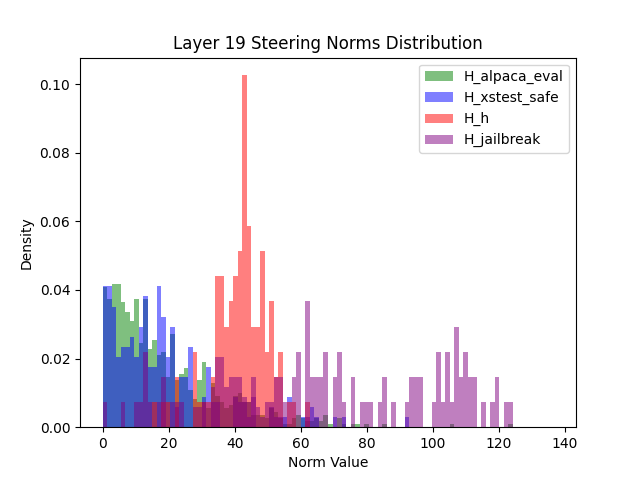 Layer 19 Steering Norms Distribution
H_alpaca_eval
H_xstest_safe
H_h
H_jailbreak
Density
0.10
0.08
0.06
0.04
0.02
0.00
0 20 40 60 80 100 120 140
Norm Value